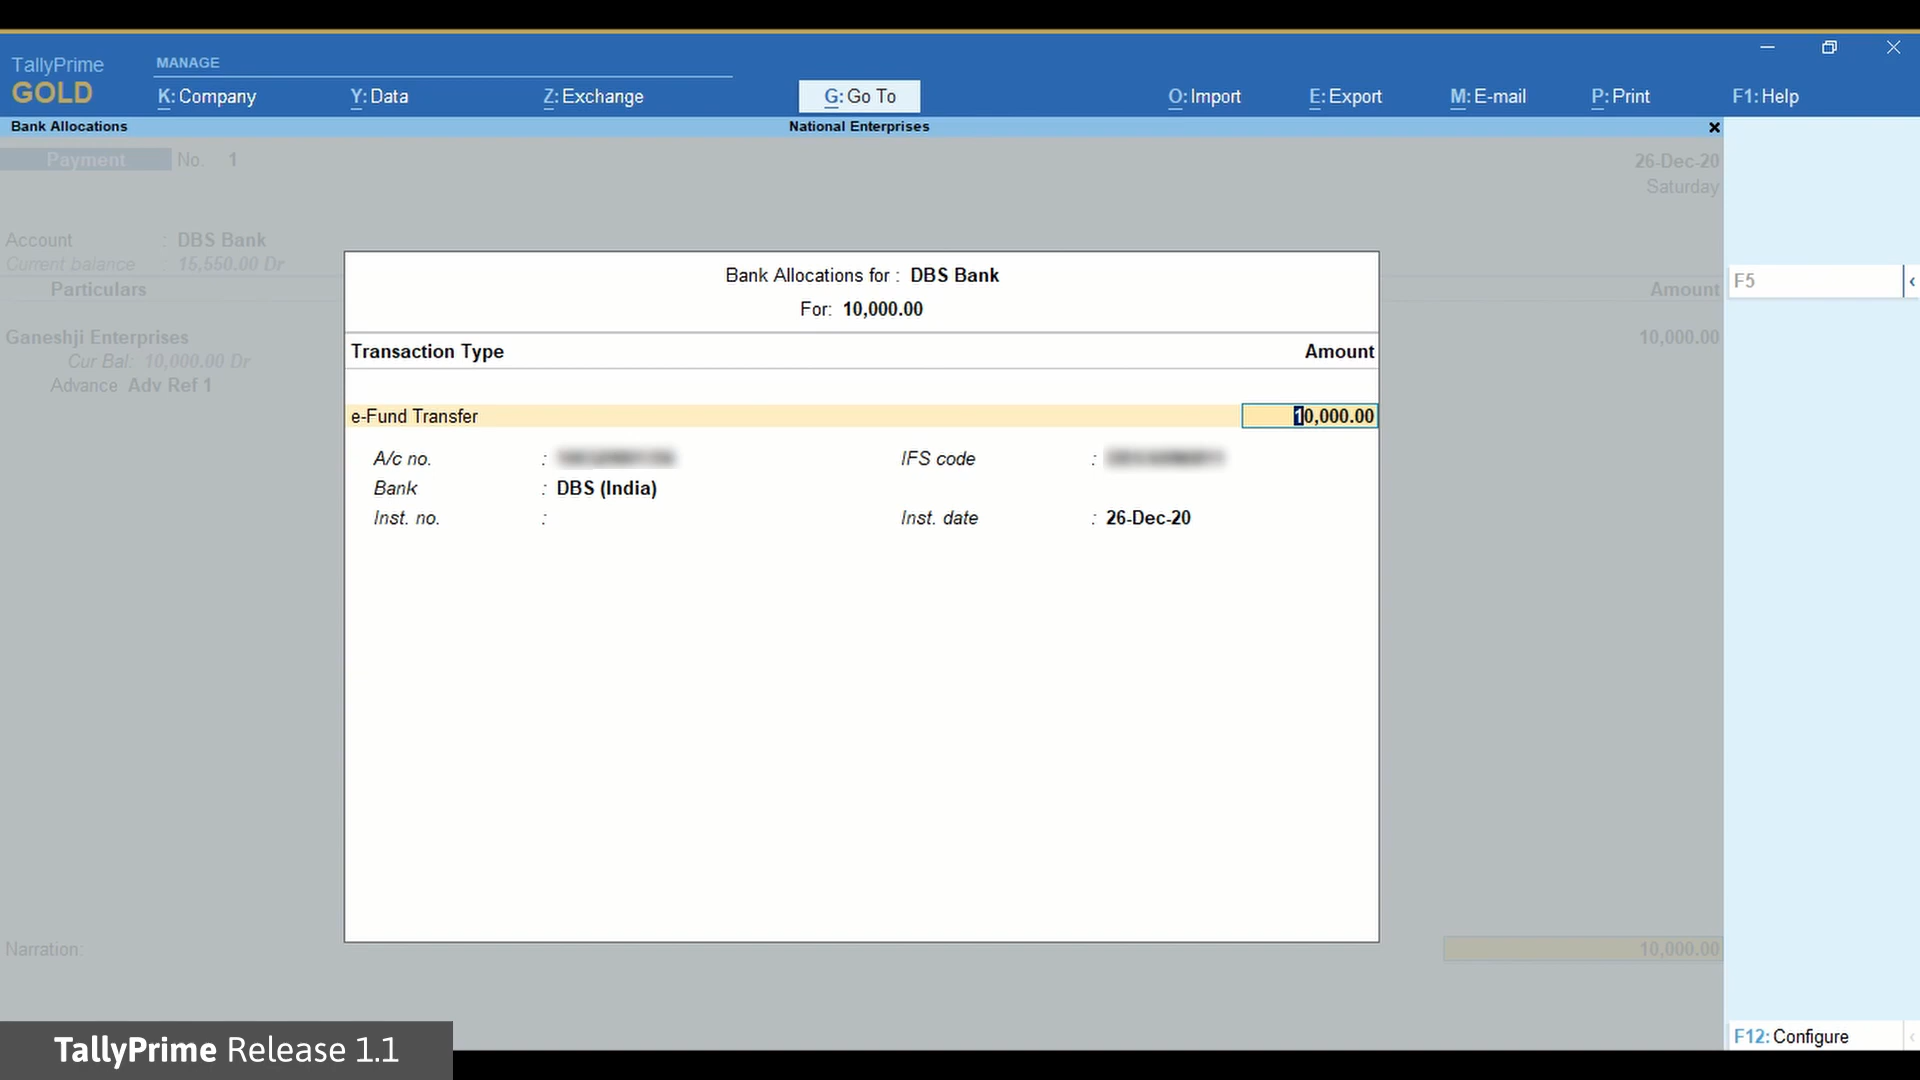 TallyPrime
GOLD
MANAGE
K: Company
Y: Data
Z: Exchange
G: Go To
O: Import
E: Export
M: E-mail
P: Print
F1: Help
Bank Allocations
National Enterprises
Payment No. 1
26-Dec-20
Saturday
Account : DBS Bank
Current balance : 15,550.00 Dr
Particulars
Amount
Ganeshji Enterprises
10,000.00
Cur Bal: 10,000.00 Dr
Advance Adv Ref 1
Bank Allocations for : DBS Bank
For: 10,000.00
Transaction Type Amount
e-Fund Transfer 10,000.00
A/c no. :
IFS code :
Bank : DBS (India)
Inst. no. :
Inst. date : 26-Dec-20
F5
Narration:
10,000.00
F12: Configure
TallyPrime Release 1.1